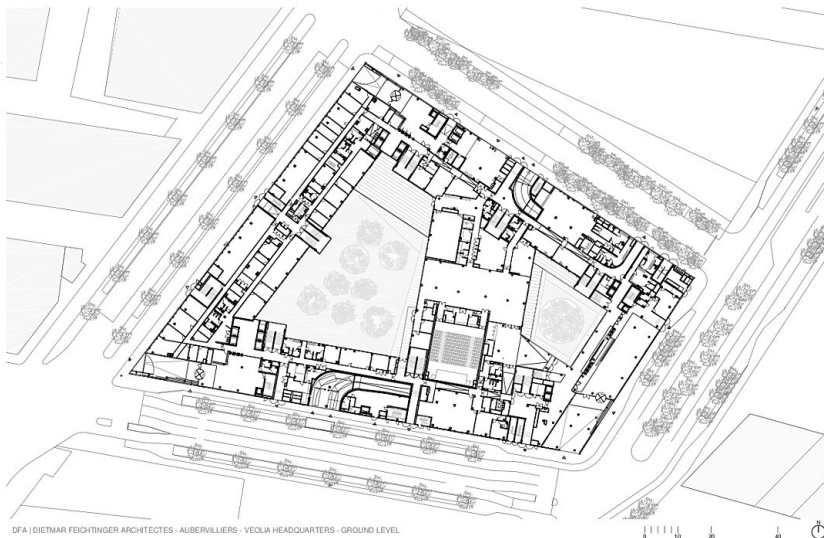 DFA | DIETMAR FEICHTINGER ARCHITECTES - AUBERVILLIERS - VEOLIA HEADQUARTERS - GROUND LEVEL
0 10 20 40
N